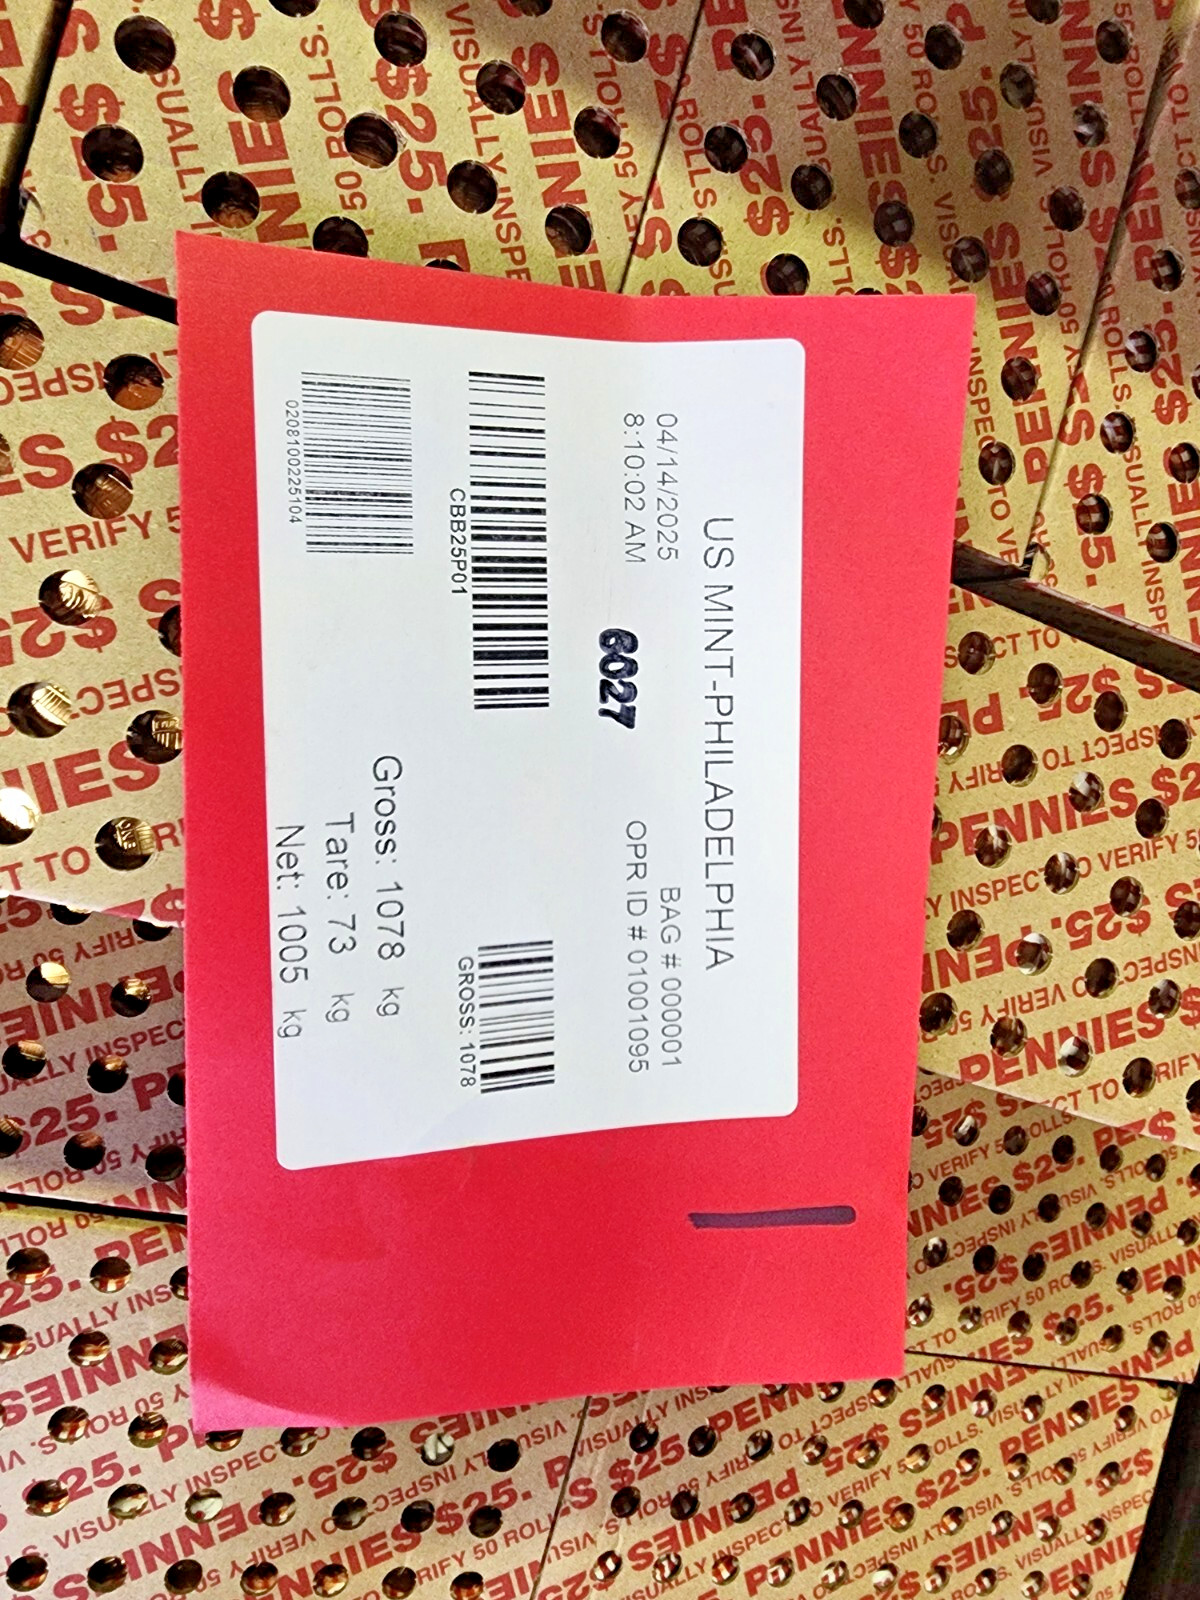 US MINT-PHILADELPHIA
04/14/2025 BAG # 000001
8:10:02 AM OPR ID # 01001095
6027
CBB25P01
GROSS: 1078
Gross: 1078 kg
Tare: 73 kg
Net: 1005 kg
0208100225104
PENNIES $25.
VISUALLY INSPECT TO VERIFY 50 ROLLS.